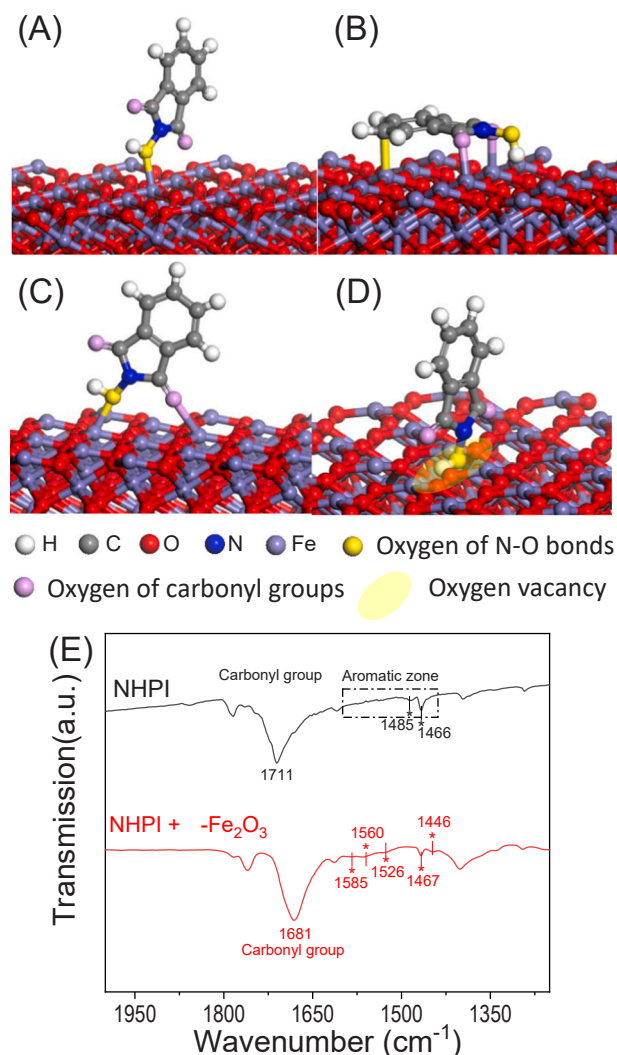 (A)
(B)
(C)
(D)
H C O N Fe Oxygen of N-O bonds
Oxygen of carbonyl groups Oxygen vacancy
(E)
Carbonyl group Aromatic zone
NHPI
1485
1466
1711
NHPI + -Fe₂O₃
1560
1446
1585
1526
1467
1681
Carbonyl group
Transmission(a.u.)
1950 1800 1650 1500 1350
Wavenumber (cm⁻¹)